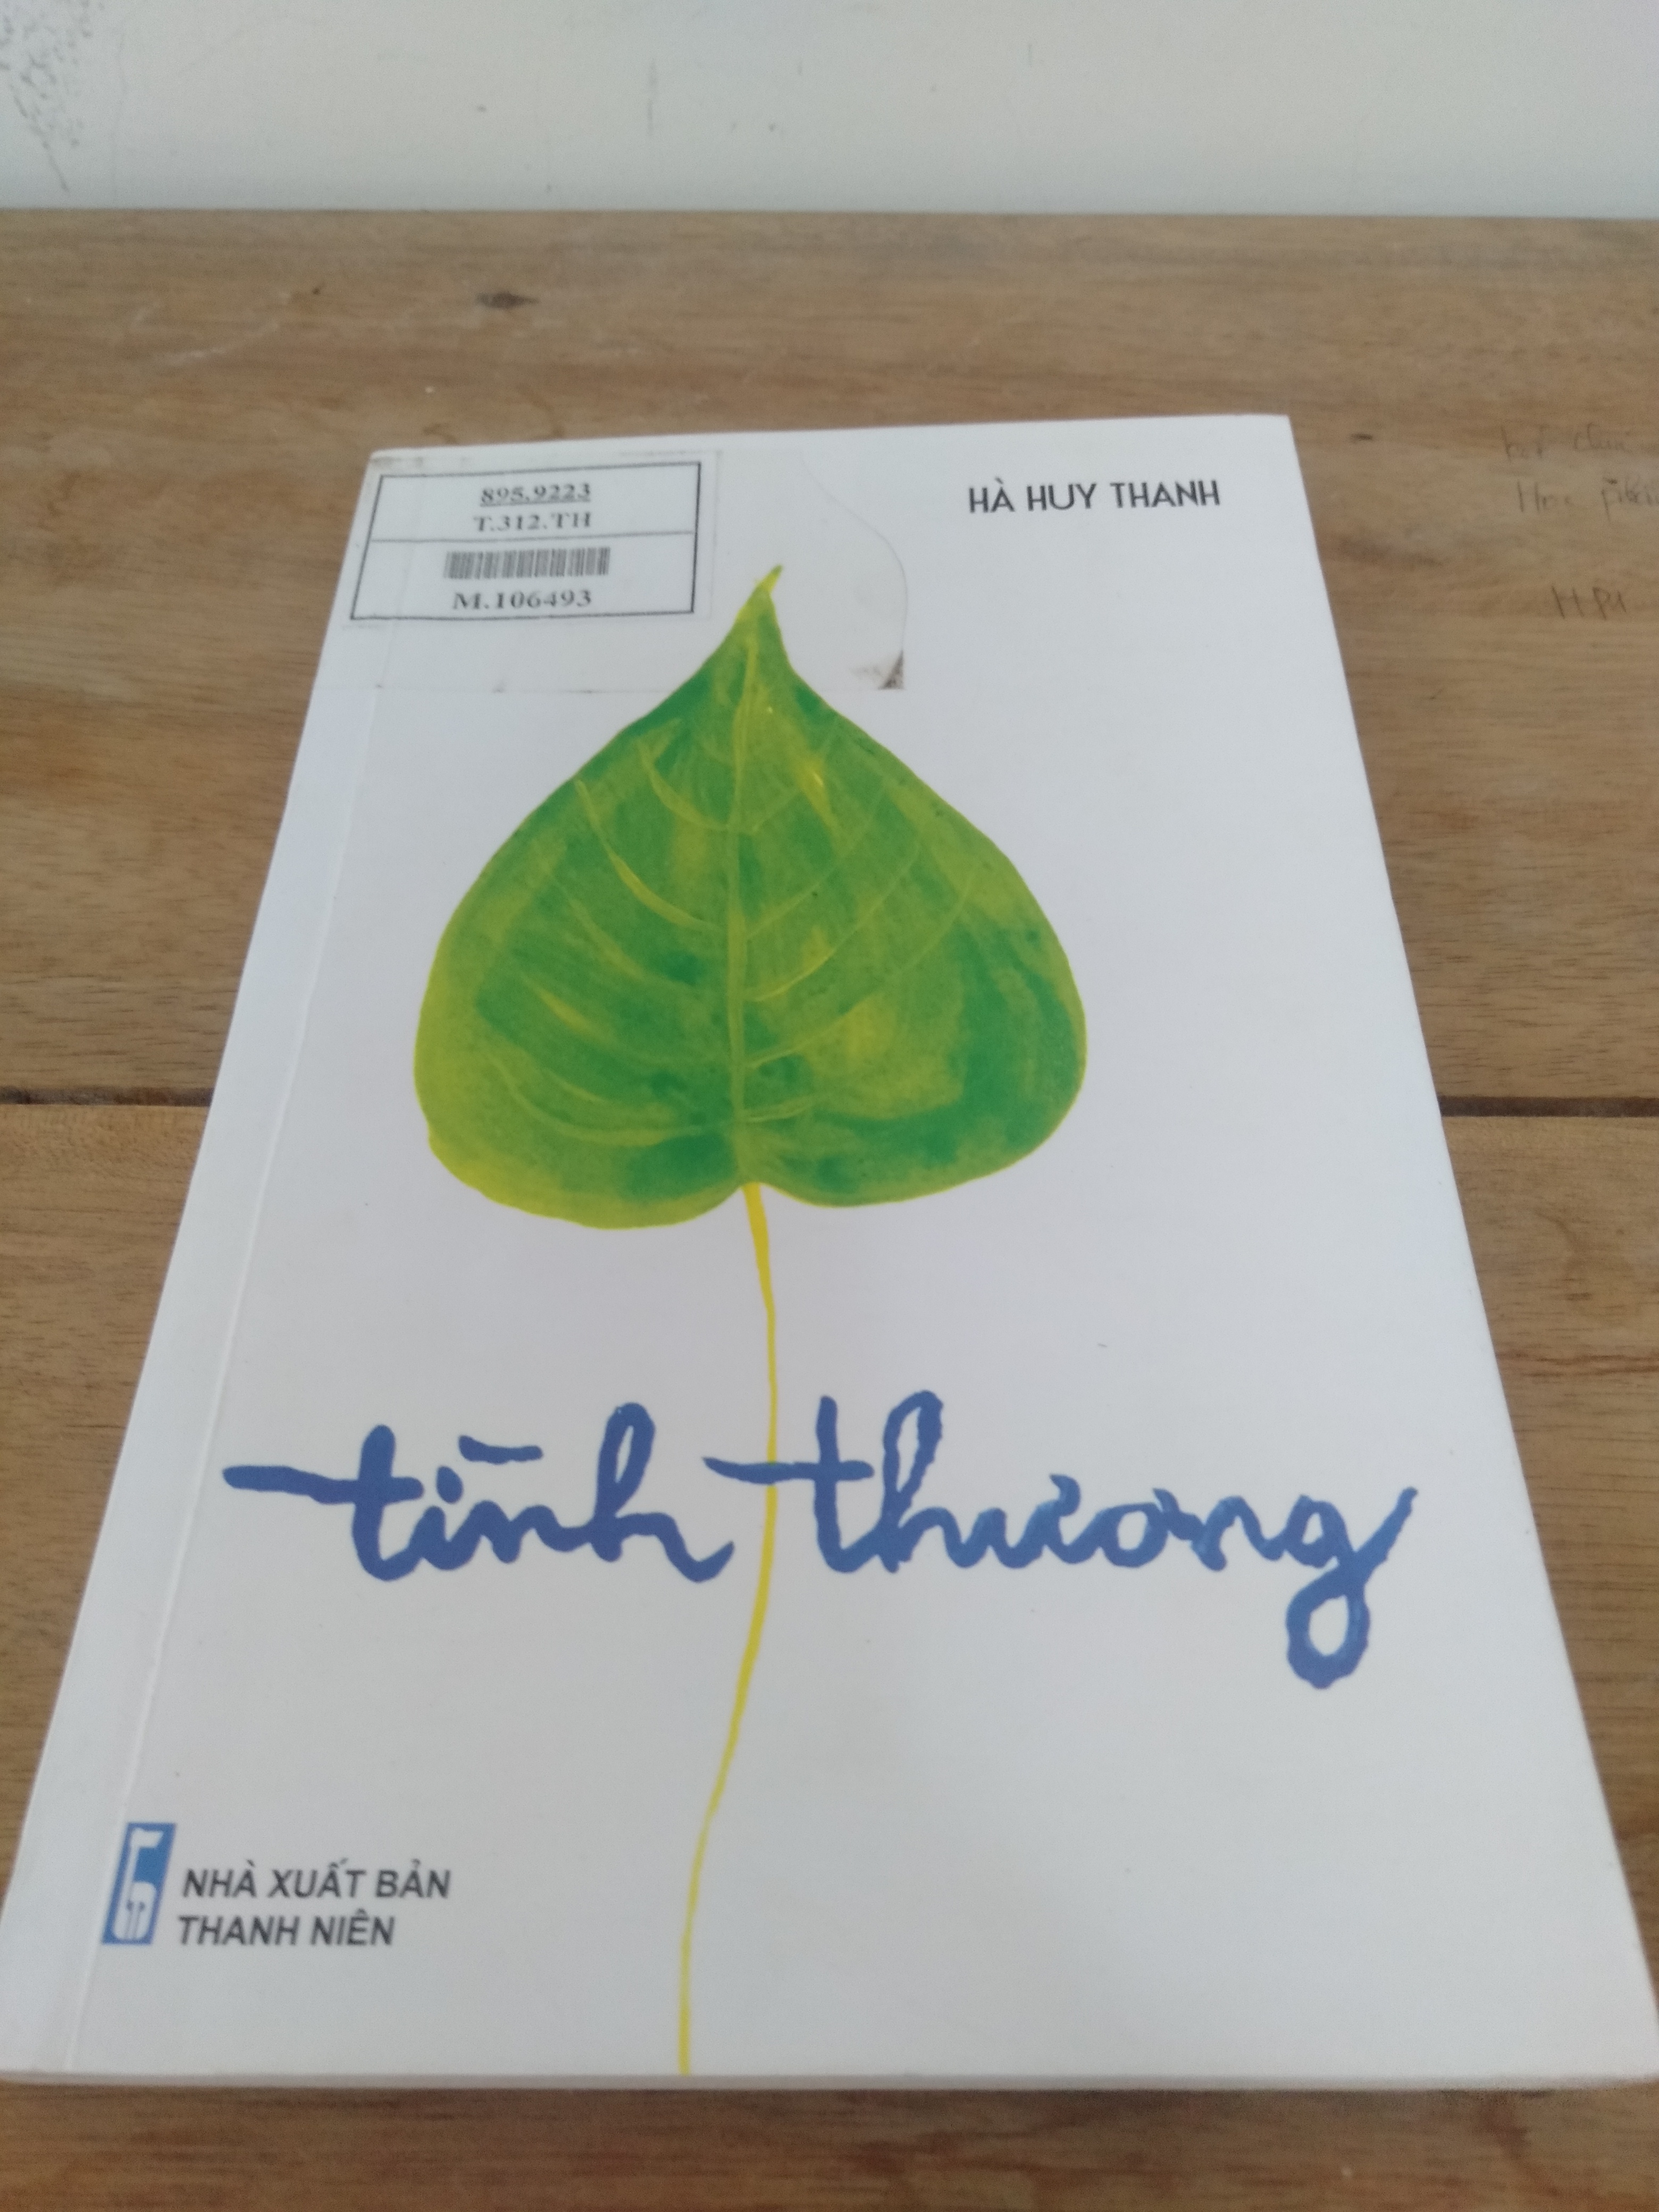 895.9223
T.312.TH
M.106493
HÀ HUY THANH
tình thương
NHÀ XUẤT BẢN
THANH NIÊN